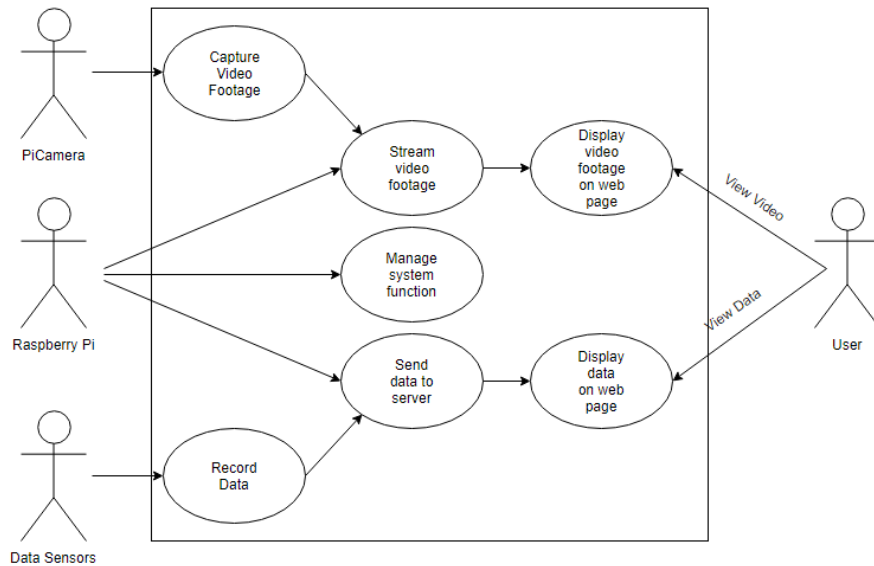 Capture
Video
Footage
PiCamera
Stream
video
footage
Display
video
footage
on web
page
View Video
Manage
system
function
Raspberry Pi
View Data
User
Send
data to
server
Display
data
on web
page
Record
Data
Data Sensors